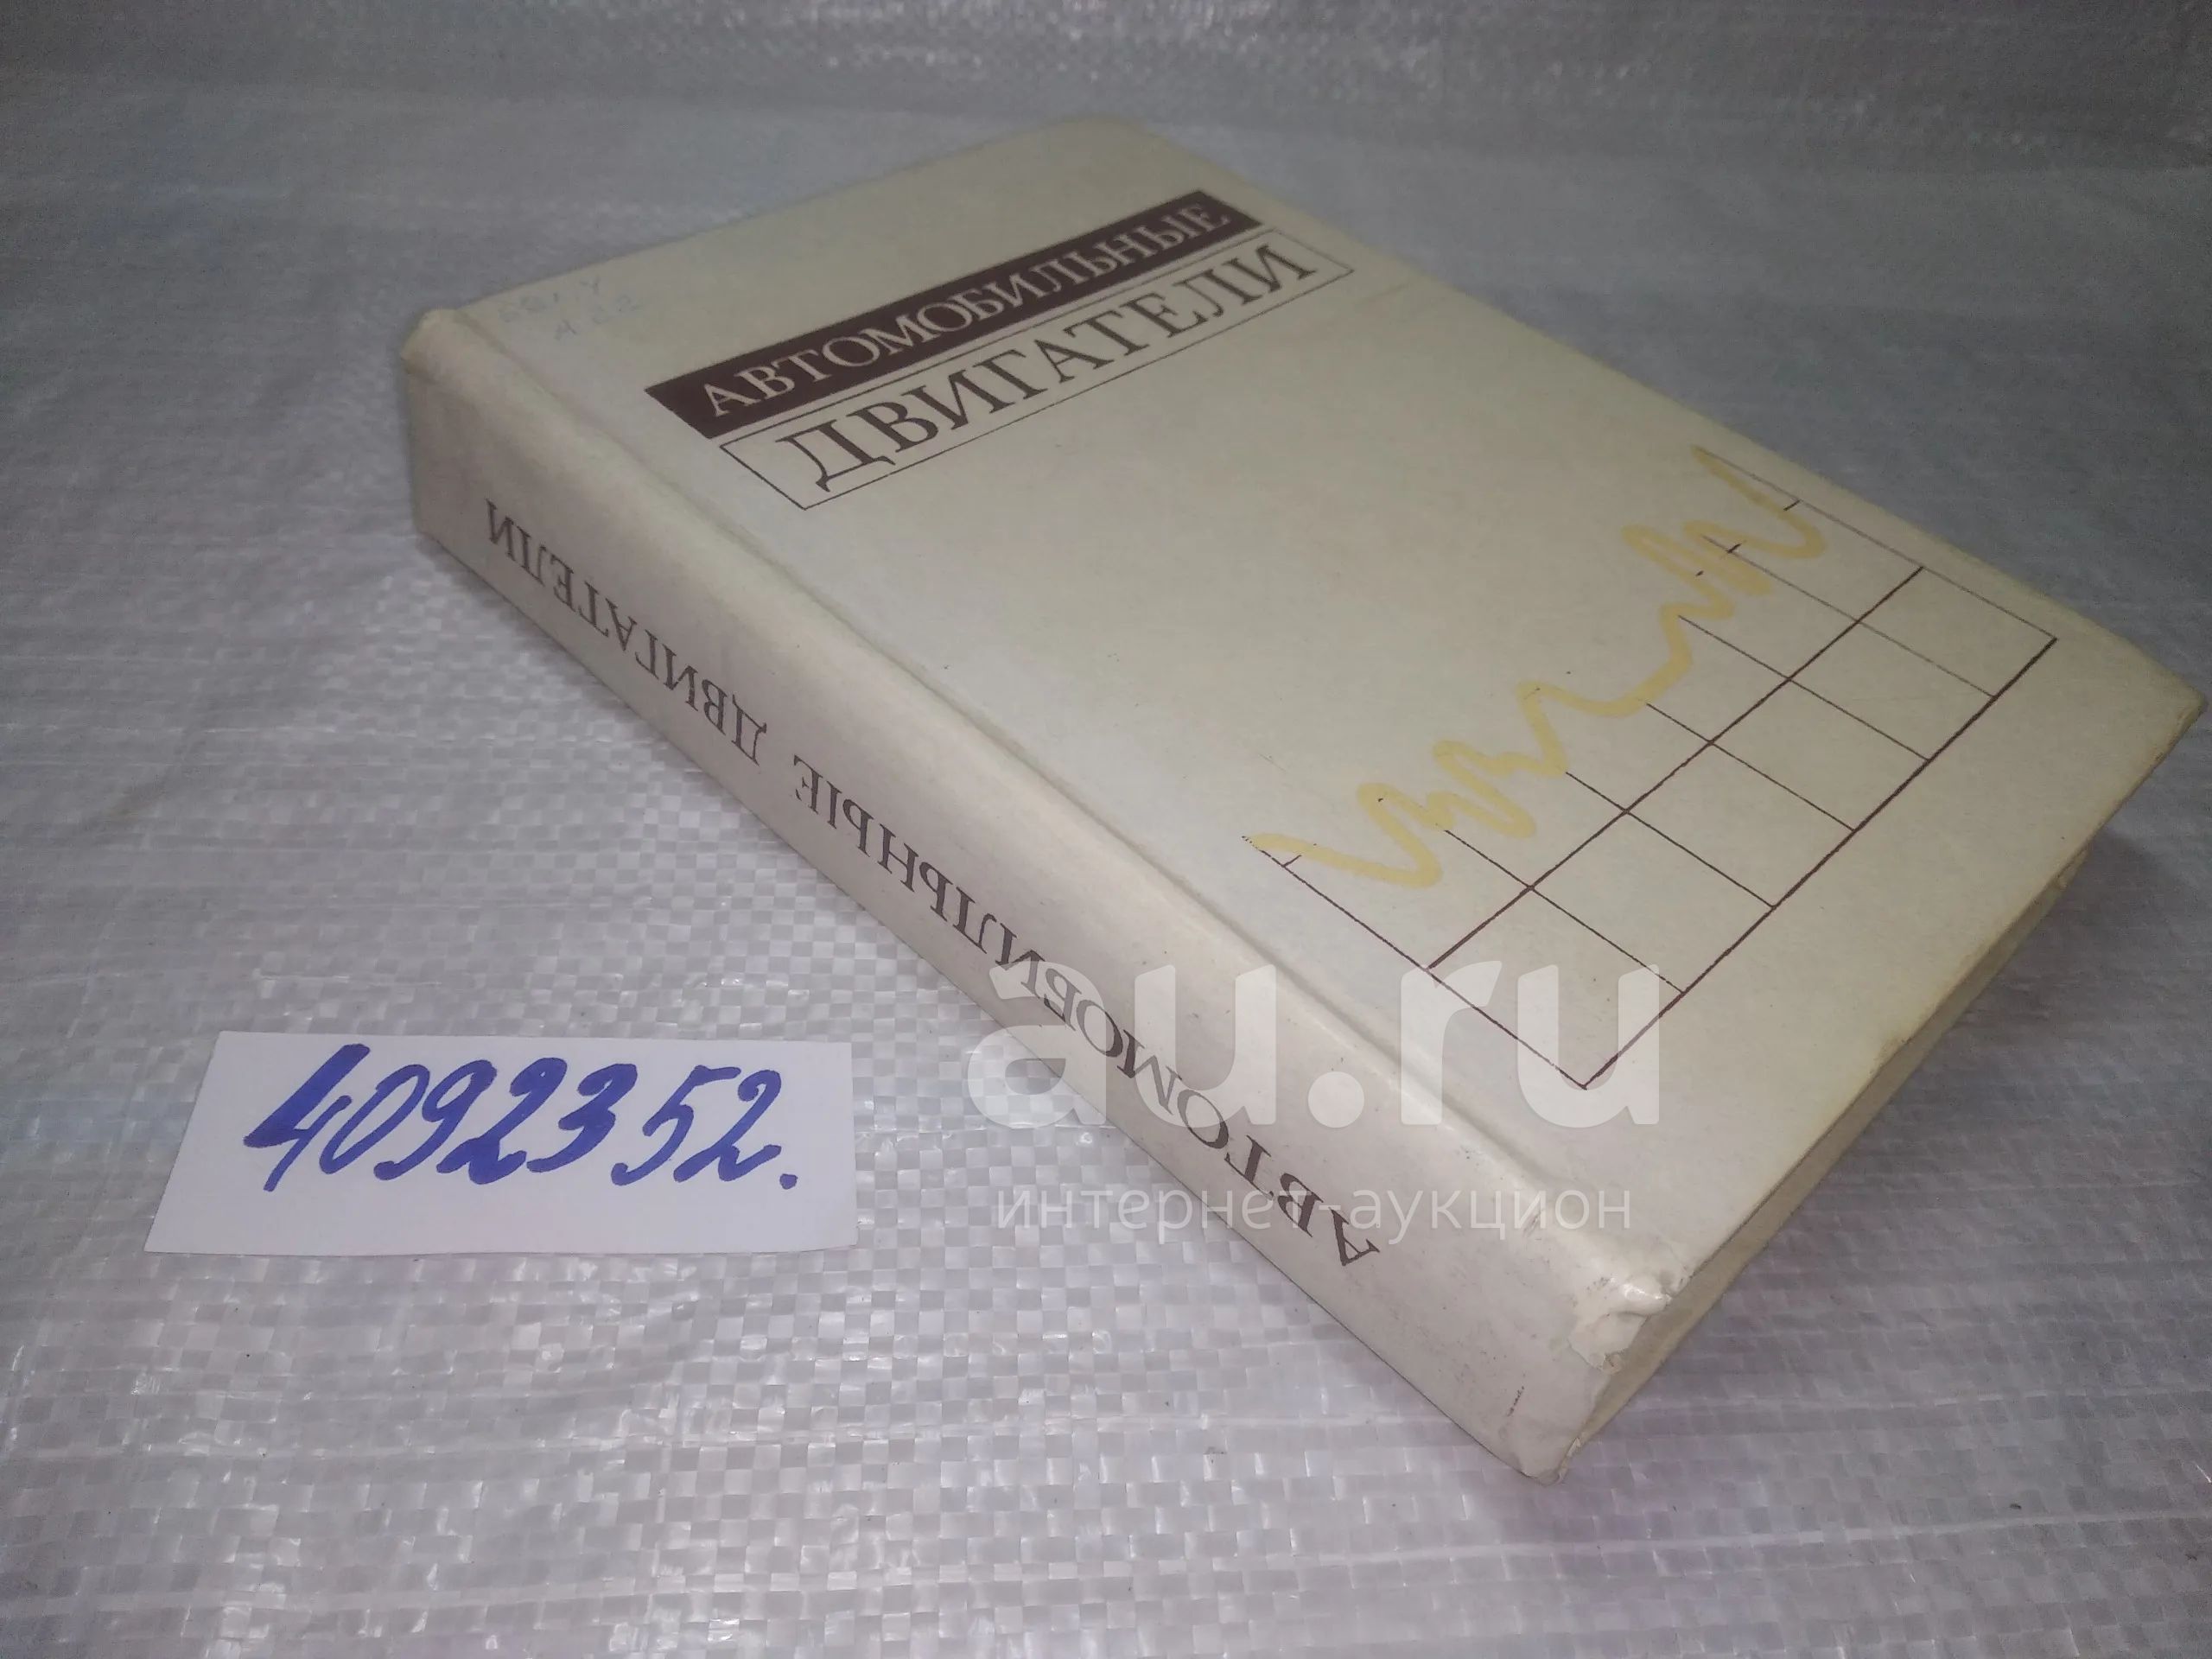 АВТОМОБИЛЬНЫЕ
ДВИГАТЕЛИ
АВТОМОБИЛЬНЫЕ ДВИГАТЕЛИ
4092352.
au.ru
интернет-аукцион